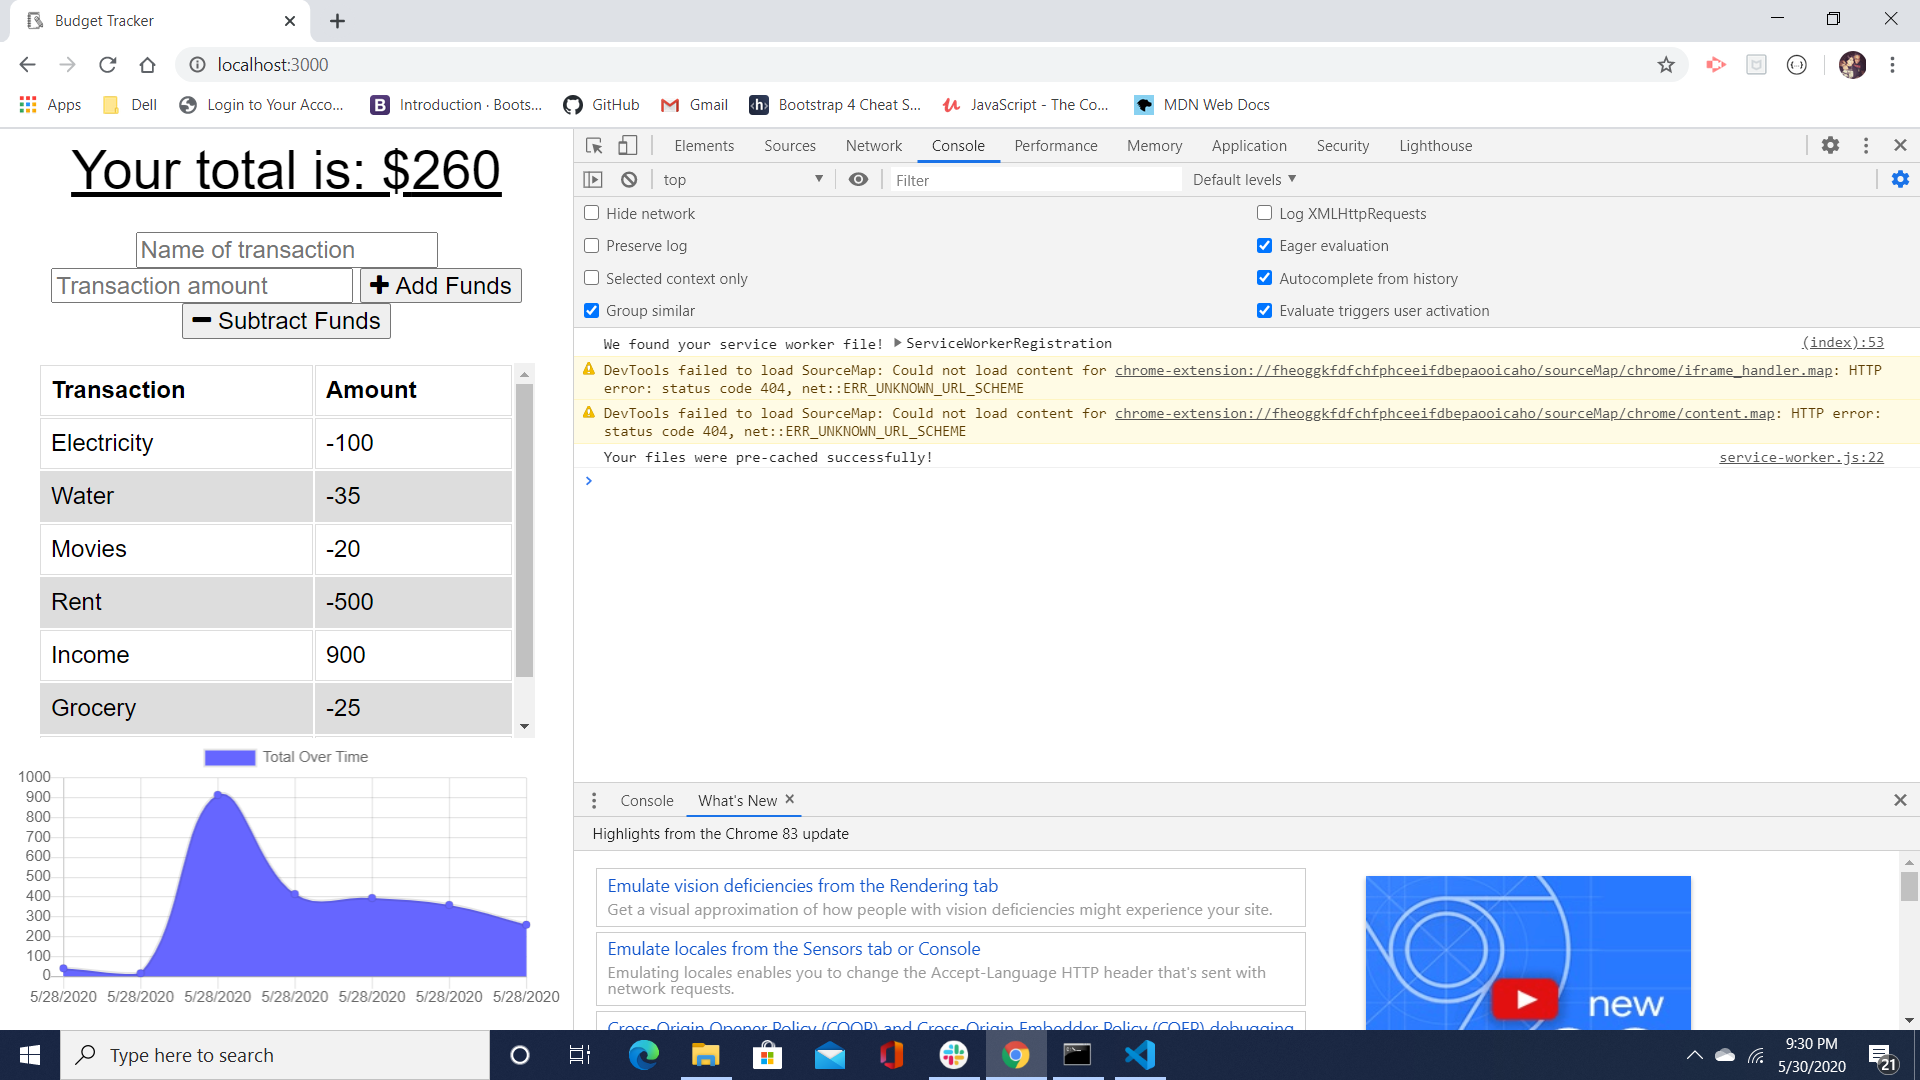 Budget Tracker
localhost:3000
Apps Dell Login to Your Acco... B Introduction · Boots... GitHub Gmail h Bootstrap 4 Cheat S... JavaScript - The Co... MDN Web Docs
Your total is: $260
Name of transaction
Transaction amount Add Funds
Subtract Funds
Transaction Amount
Electricity -100
Water -35
Movies -20
Rent -500
Income 900
Grocery -25
Total Over Time
1000
900
800
700
600
500
400
300
200
100
0
5/28/2020 5/28/2020 5/28/2020 5/28/2020 5/28/2020 5/28/2020 5/28/2020
Elements Sources Network Console Performance Memory Application Security Lighthouse
top Filter Default levels
Hide network Log XMLHttpRequests
Preserve log Eager evaluation
Selected context only Autocomplete from history
Group similar Evaluate triggers user activation
We found your service worker file! ServiceWorkerRegistration (index):53
DevTools failed to load SourceMap: Could not load content for chrome-extension://fheoggkfdfchfphceeifdbepaooicaho/sourceMap/chrome/iframe_handler.map: HTTP
error: status code 404, net::ERR_UNKNOWN_URL_SCHEME
DevTools failed to load SourceMap: Could not load content for chrome-extension://fheoggkfdfchfphceeifdbepaooicaho/sourceMap/chrome/content.map: HTTP error:
status code 404, net::ERR_UNKNOWN_URL_SCHEME
Your files were pre-cached successfully! service-worker.js:22
Console What's New
Highlights from the Chrome 83 update
Emulate vision deficiencies from the Rendering tab
Get a visual approximation of how people with vision deficiencies might experience your site.
Emulate locales from the Sensors tab or Console
Emulating locales enables you to change the Accept-Language HTTP header that's sent with
network requests.
Cross-Origin Opener Policy (COOP) and Cross-Origin Embedder Policy (COEP) debugging
new
Type here to search
9:30 PM
5/30/2020
21